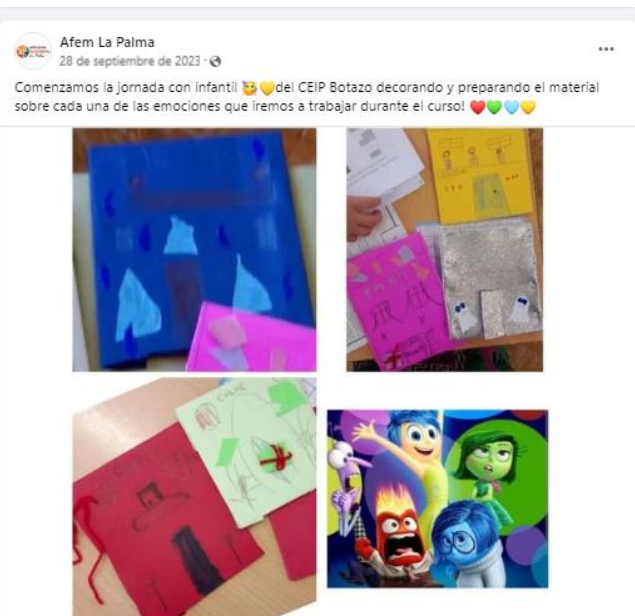 Afem La Palma
28 de septiembre de 2023 ·
Comenzamos la jornada con infantil 🥳💛del CEIP Botazo decorando y preparando el material
sobre cada una de las emociones que iremos a trabajar durante el curso! ❤️💚🩵💛
CALMA